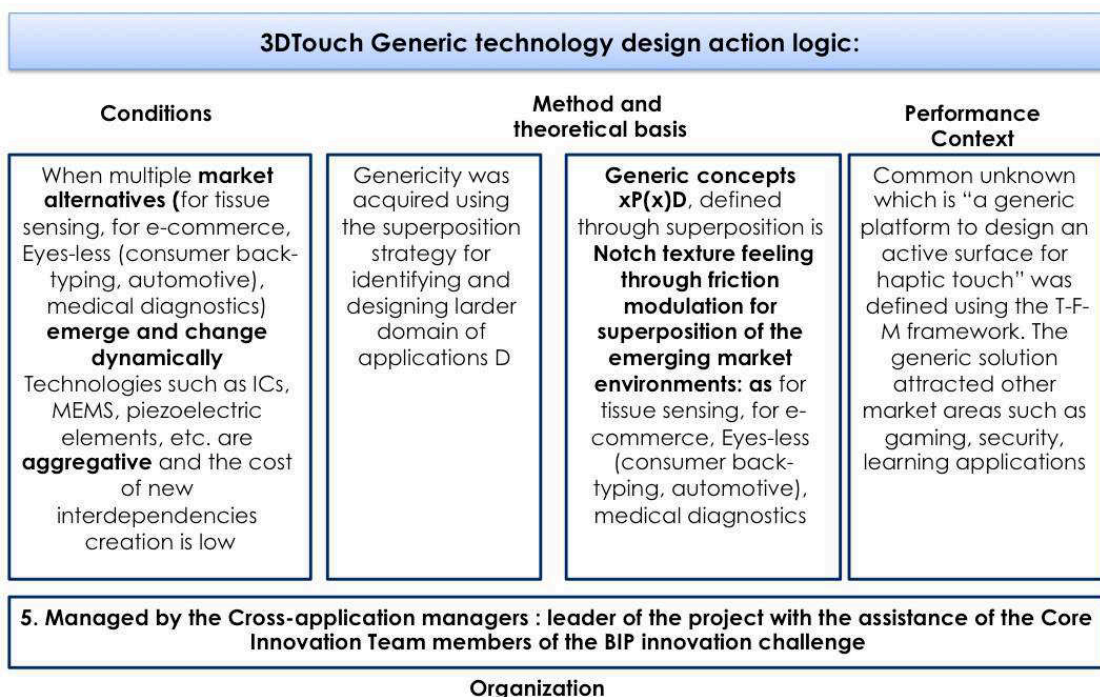 3DTouch Generic technology design action logic:
Conditions
Method and
theoretical basis
Performance
Context
When multiple market
alternatives (for tissue
sensing, for e-commerce,
Eyes-less (consumer back-
typing, automotive),
medical diagnostics)
emerge and change
dynamically
Technologies such as ICs,
MEMS, piezoelectric
elements, etc. are
aggregative and the cost
of new
interdependencies
creation is low
Genericity was
acquired using
the superposition
strategy for
identifying and
designing larder
domain of
applications D
Generic concepts
xP(x)D, defined
through superposition is
Notch texture feeling
through friction
modulation for
superposition of the
emerging market
environments: as for
tissue sensing, for e-
commerce, Eyes-less
(consumer back-
typing, automotive),
medical diagnostics
Common unknown
which is “a generic
platform to design an
active surface for
haptic touch” was
defined using the T-F-
M framework. The
generic solution
attracted other
market areas such as
gaming, security,
learning applications
5. Managed by the Cross-application managers : leader of the project with the assistance of the Core
Innovation Team members of the BIP innovation challenge
Organization